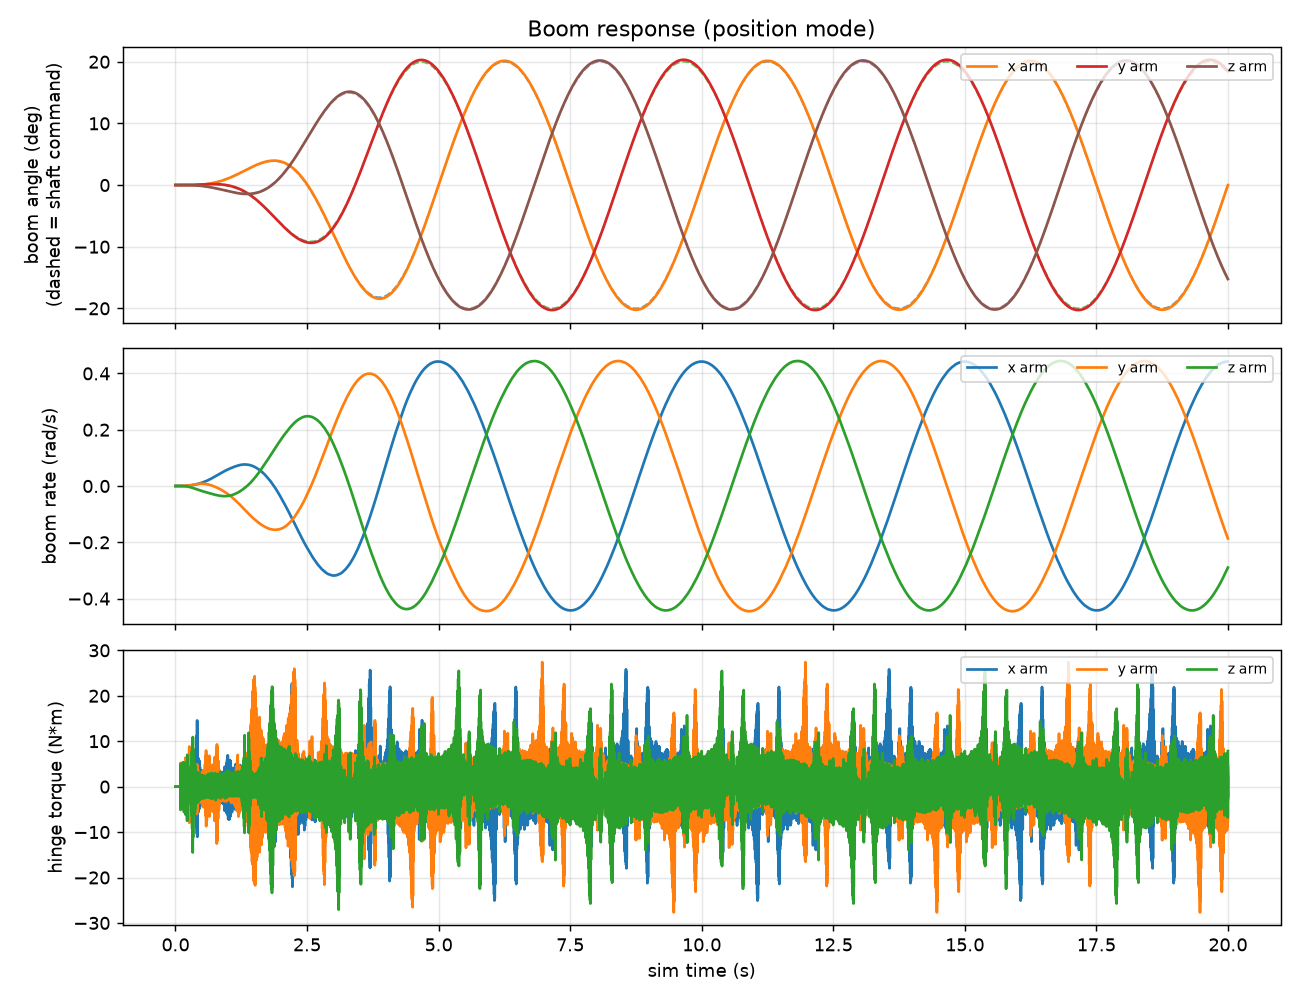 Boom response (position mode)
boom angle (deg)
(dashed = shaft command)
20
10
0
−10
−20
x arm y arm z arm
boom rate (rad/s)
0.4
0.2
0.0
−0.2
−0.4
x arm y arm z arm
hinge torque (N*m)
30
20
10
0
−10
−20
−30
x arm y arm z arm
0.0 2.5 5.0 7.5 10.0 12.5 15.0 17.5 20.0
sim time (s)